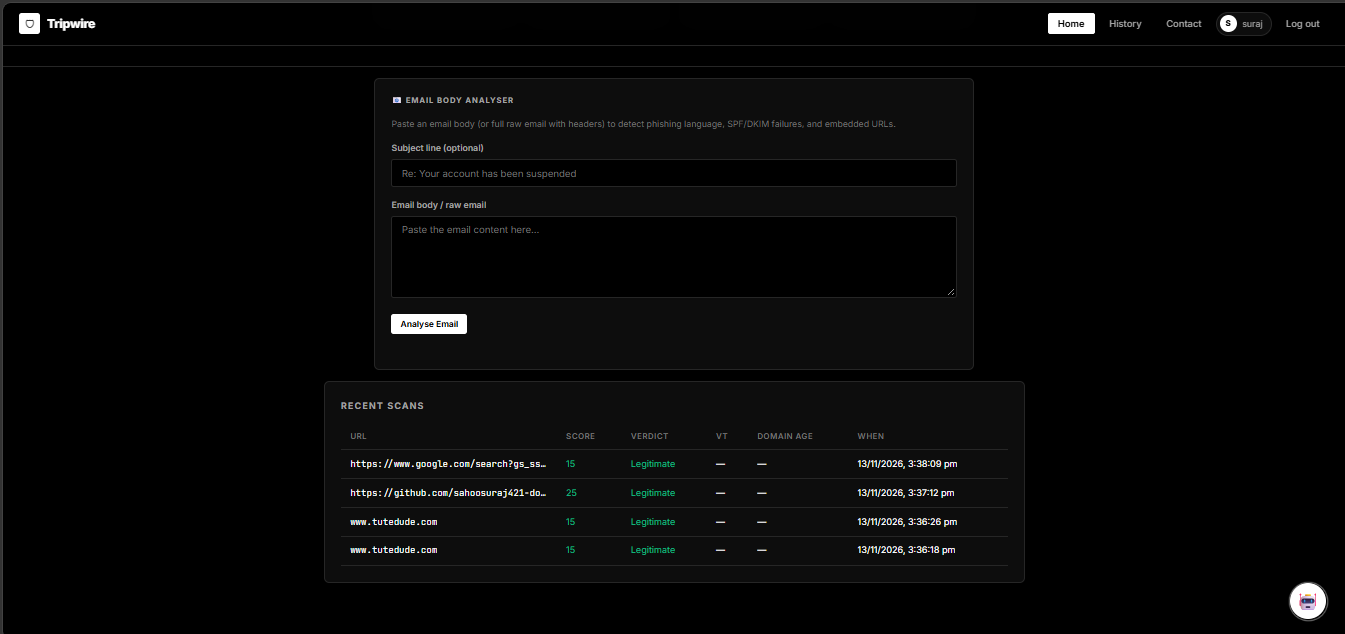 Tripwire
Home History Contact S suraj Log out
EMAIL BODY ANALYSER
Paste an email body (or full raw email with headers) to detect phishing language, SPF/DKIM failures, and embedded URLs.
Subject line (optional)
Re: Your account has been suspended
Email body / raw email
Paste the email content here...
Analyse Email
RECENT SCANS
URL SCORE VERDICT VT DOMAIN AGE WHEN
https://www.google.com/search?gs_ss… 15 Legitimate — — 13/11/2026, 3:38:09 pm
https://github.com/sahoosuraj421-do… 25 Legitimate — — 13/11/2026, 3:37:12 pm
www.tutedude.com 15 Legitimate — — 13/11/2026, 3:36:26 pm
www.tutedude.com 15 Legitimate — — 13/11/2026, 3:36:18 pm